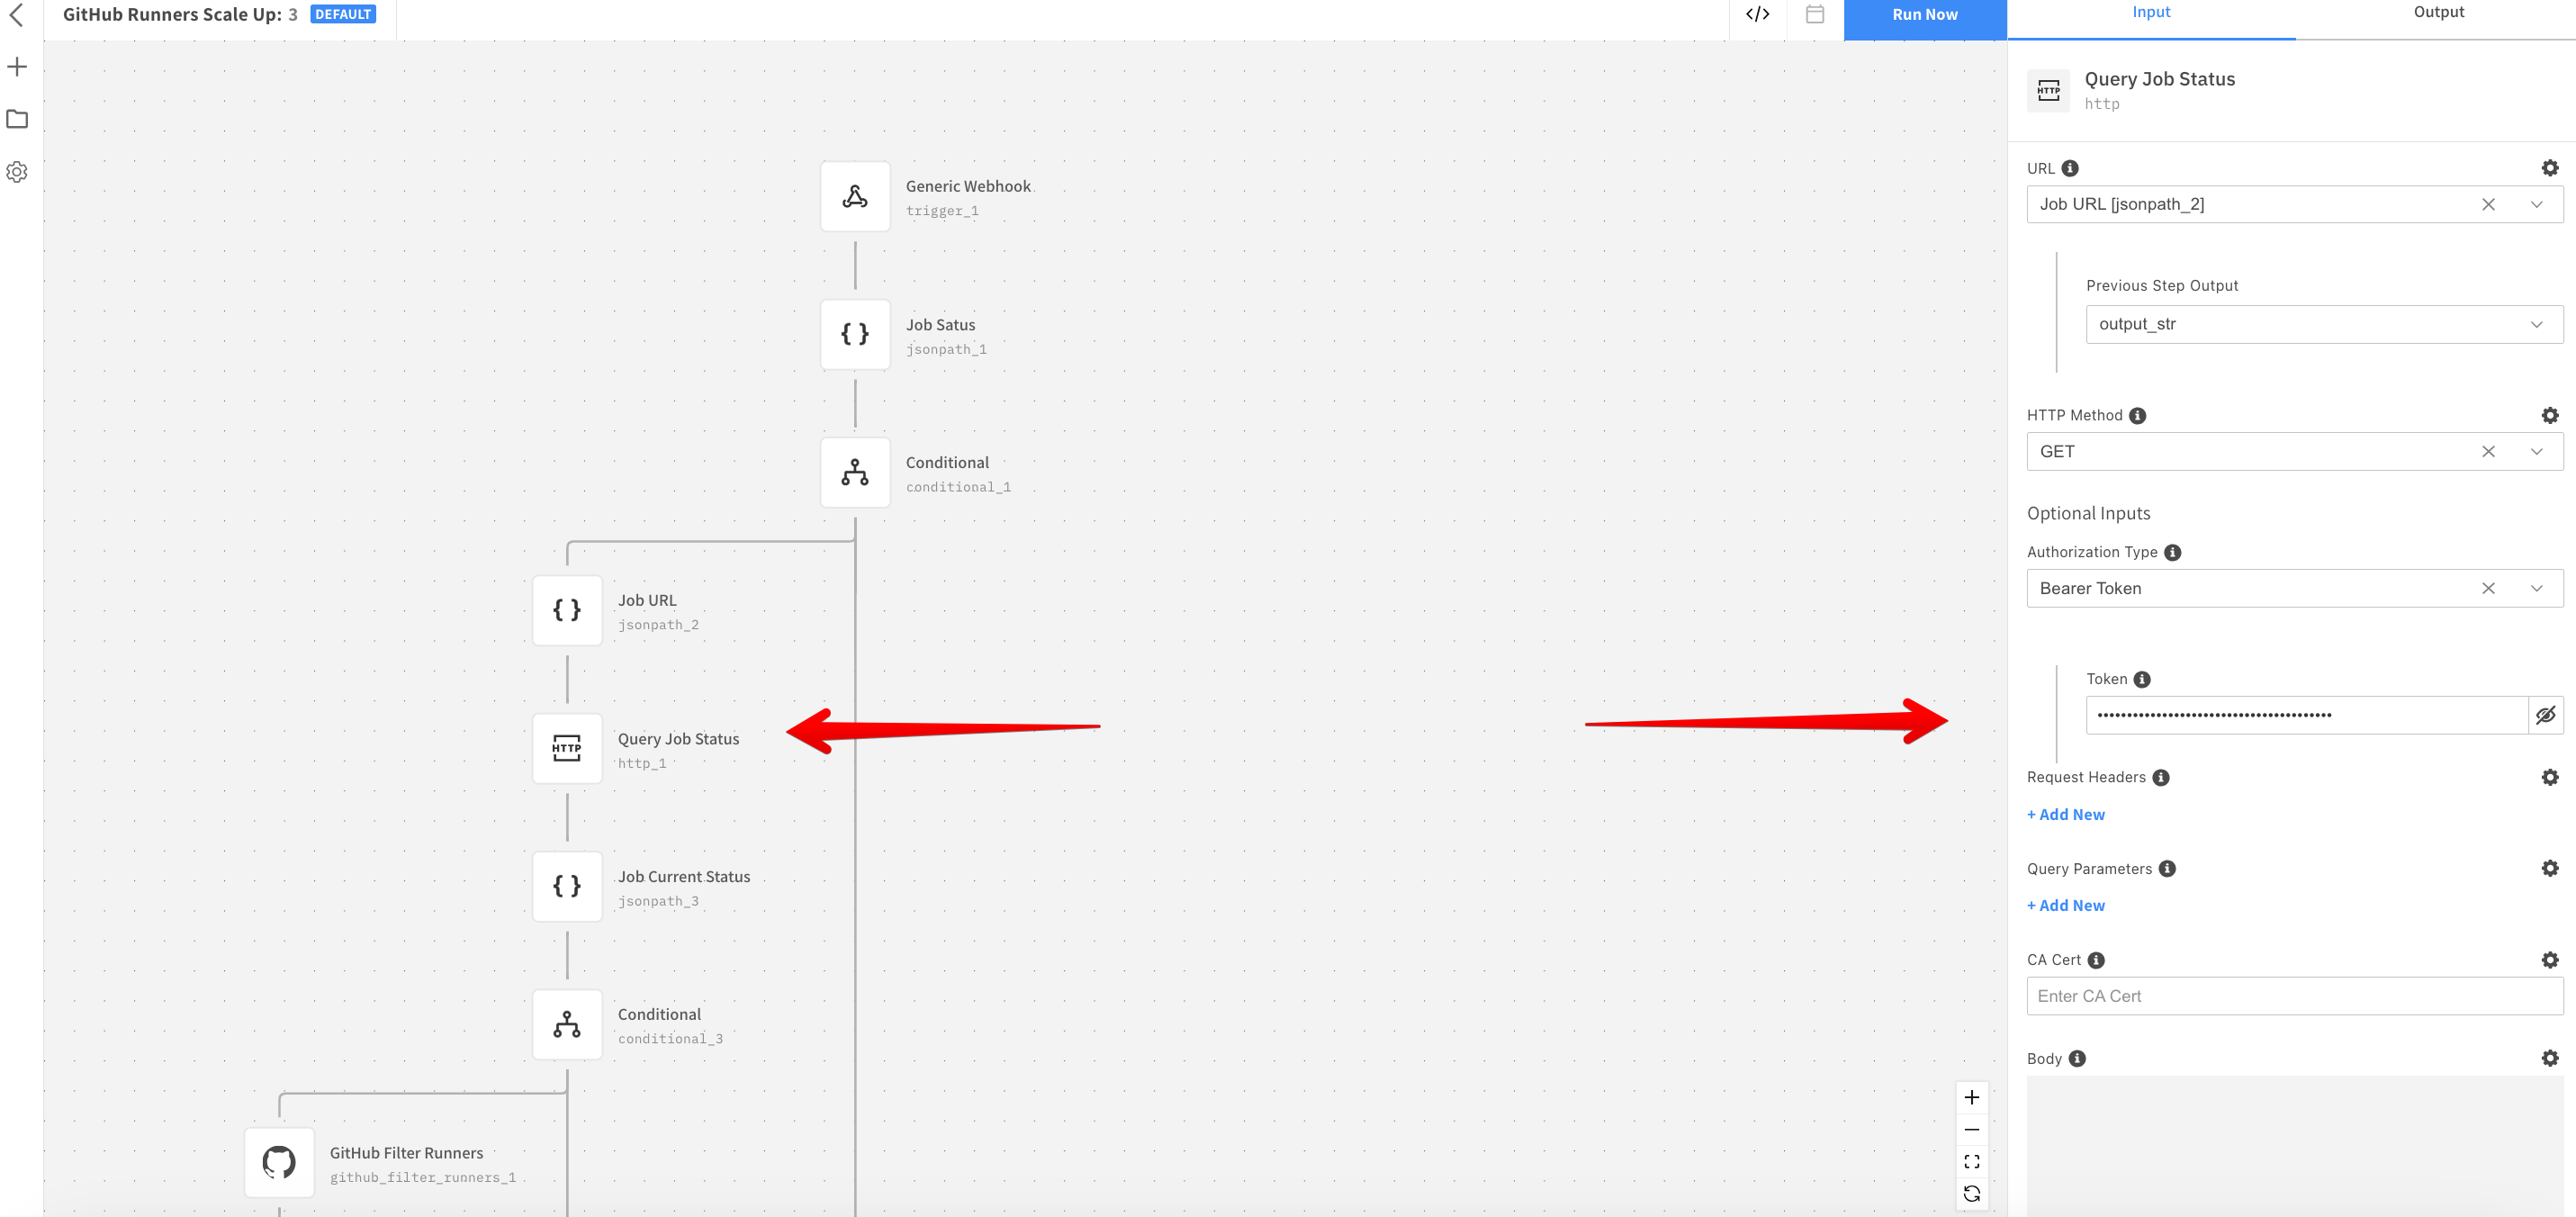 GitHub Runners Scale Up: 3 DEFAULT
</>
Run Now
Input
Output
Generic Webhook
trigger_1
Job Satus
jsonpath_1
Conditional
conditional_1
Job URL
jsonpath_2
HTTP
Query Job Status
http_1
Job Current Status
jsonpath_3
Conditional
conditional_3
GitHub Filter Runners
github_filter_runners_1
HTTP
Query Job Status
http
URL
Job URL [jsonpath_2]
Previous Step Output
output_str
HTTP Method
GET
Optional Inputs
Authorization Type
Bearer Token
Token
••••••••••••••••••••••••••••••••••••••••
Request Headers
+ Add New
Query Parameters
+ Add New
CA Cert
Enter CA Cert
Body